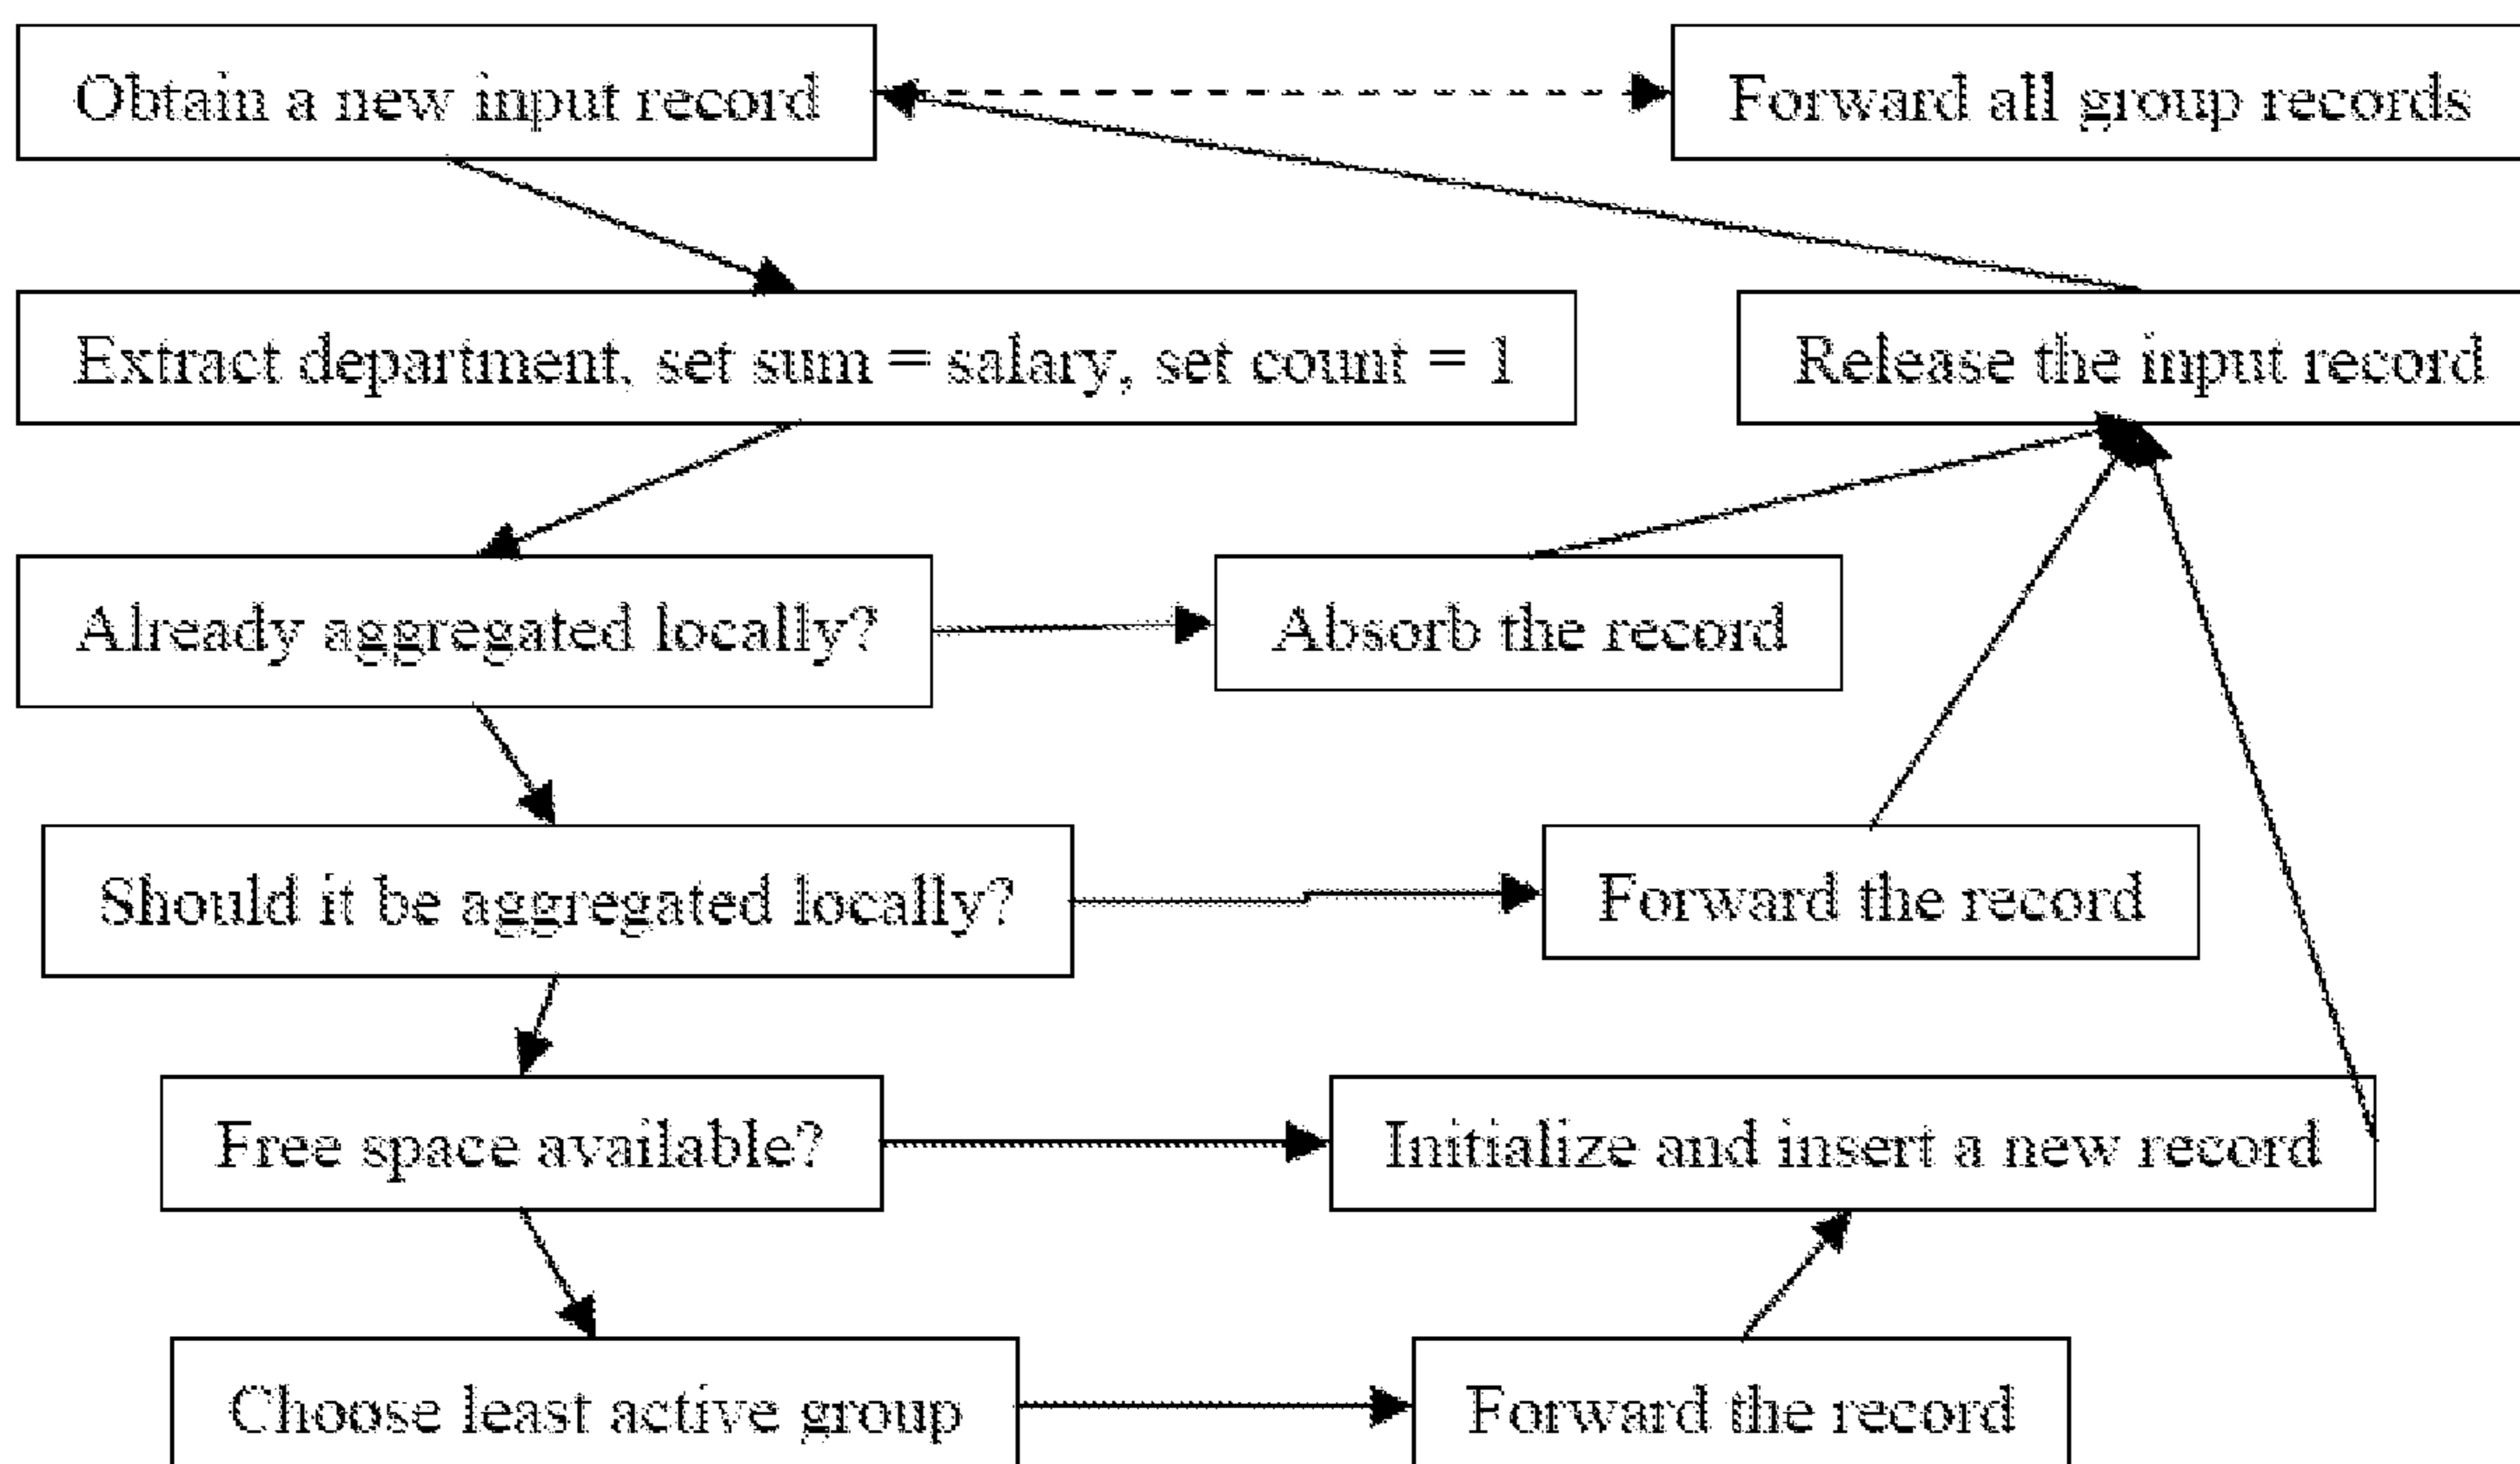 Obtain a new input record
Forward all group records
Extract department, set sum = salary, set count = 1
Release the input record
Already aggregated locally?
Absorb the record
Should it be aggregated locally?
Forward the record
Free space available?
Initialize and insert a new record
Choose least active group
Forward the record